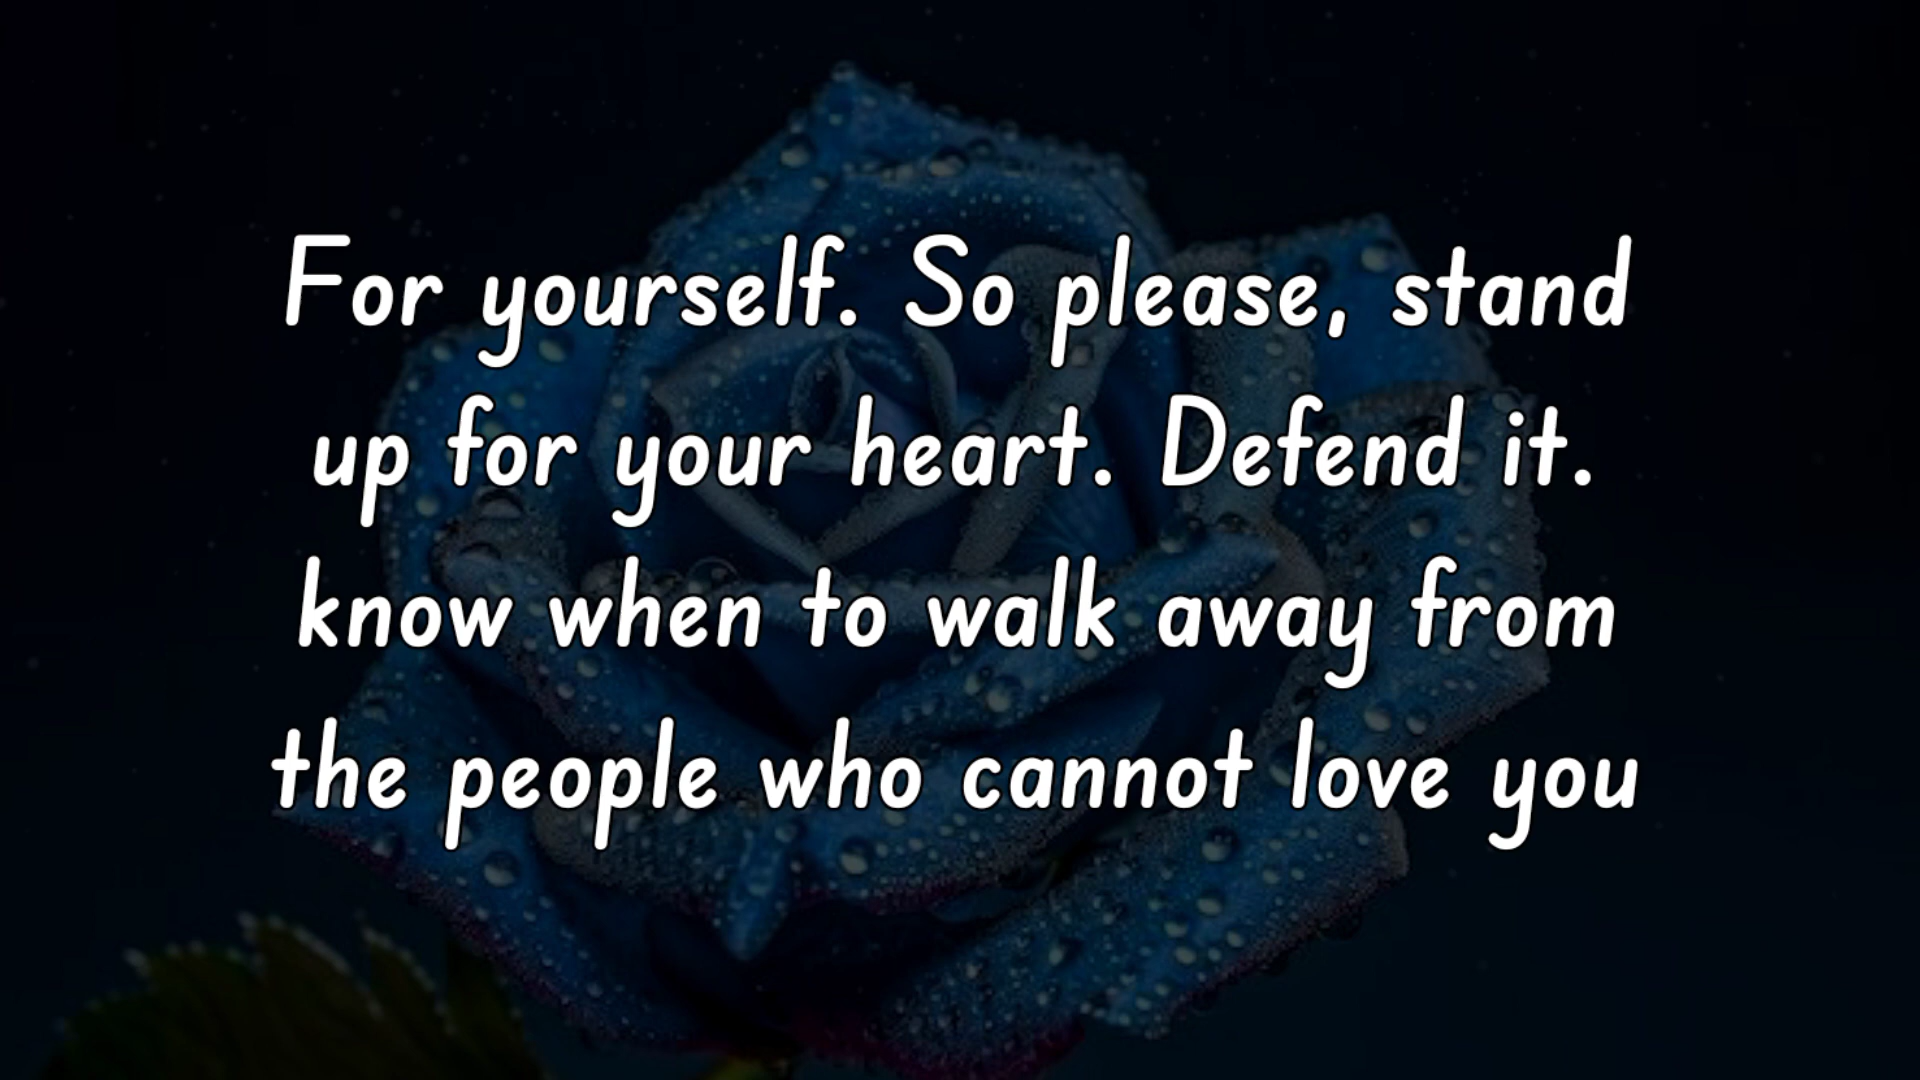 For yourself. So please, stand
up for your heart. Defend it.
know when to walk away from
the people who cannot love you